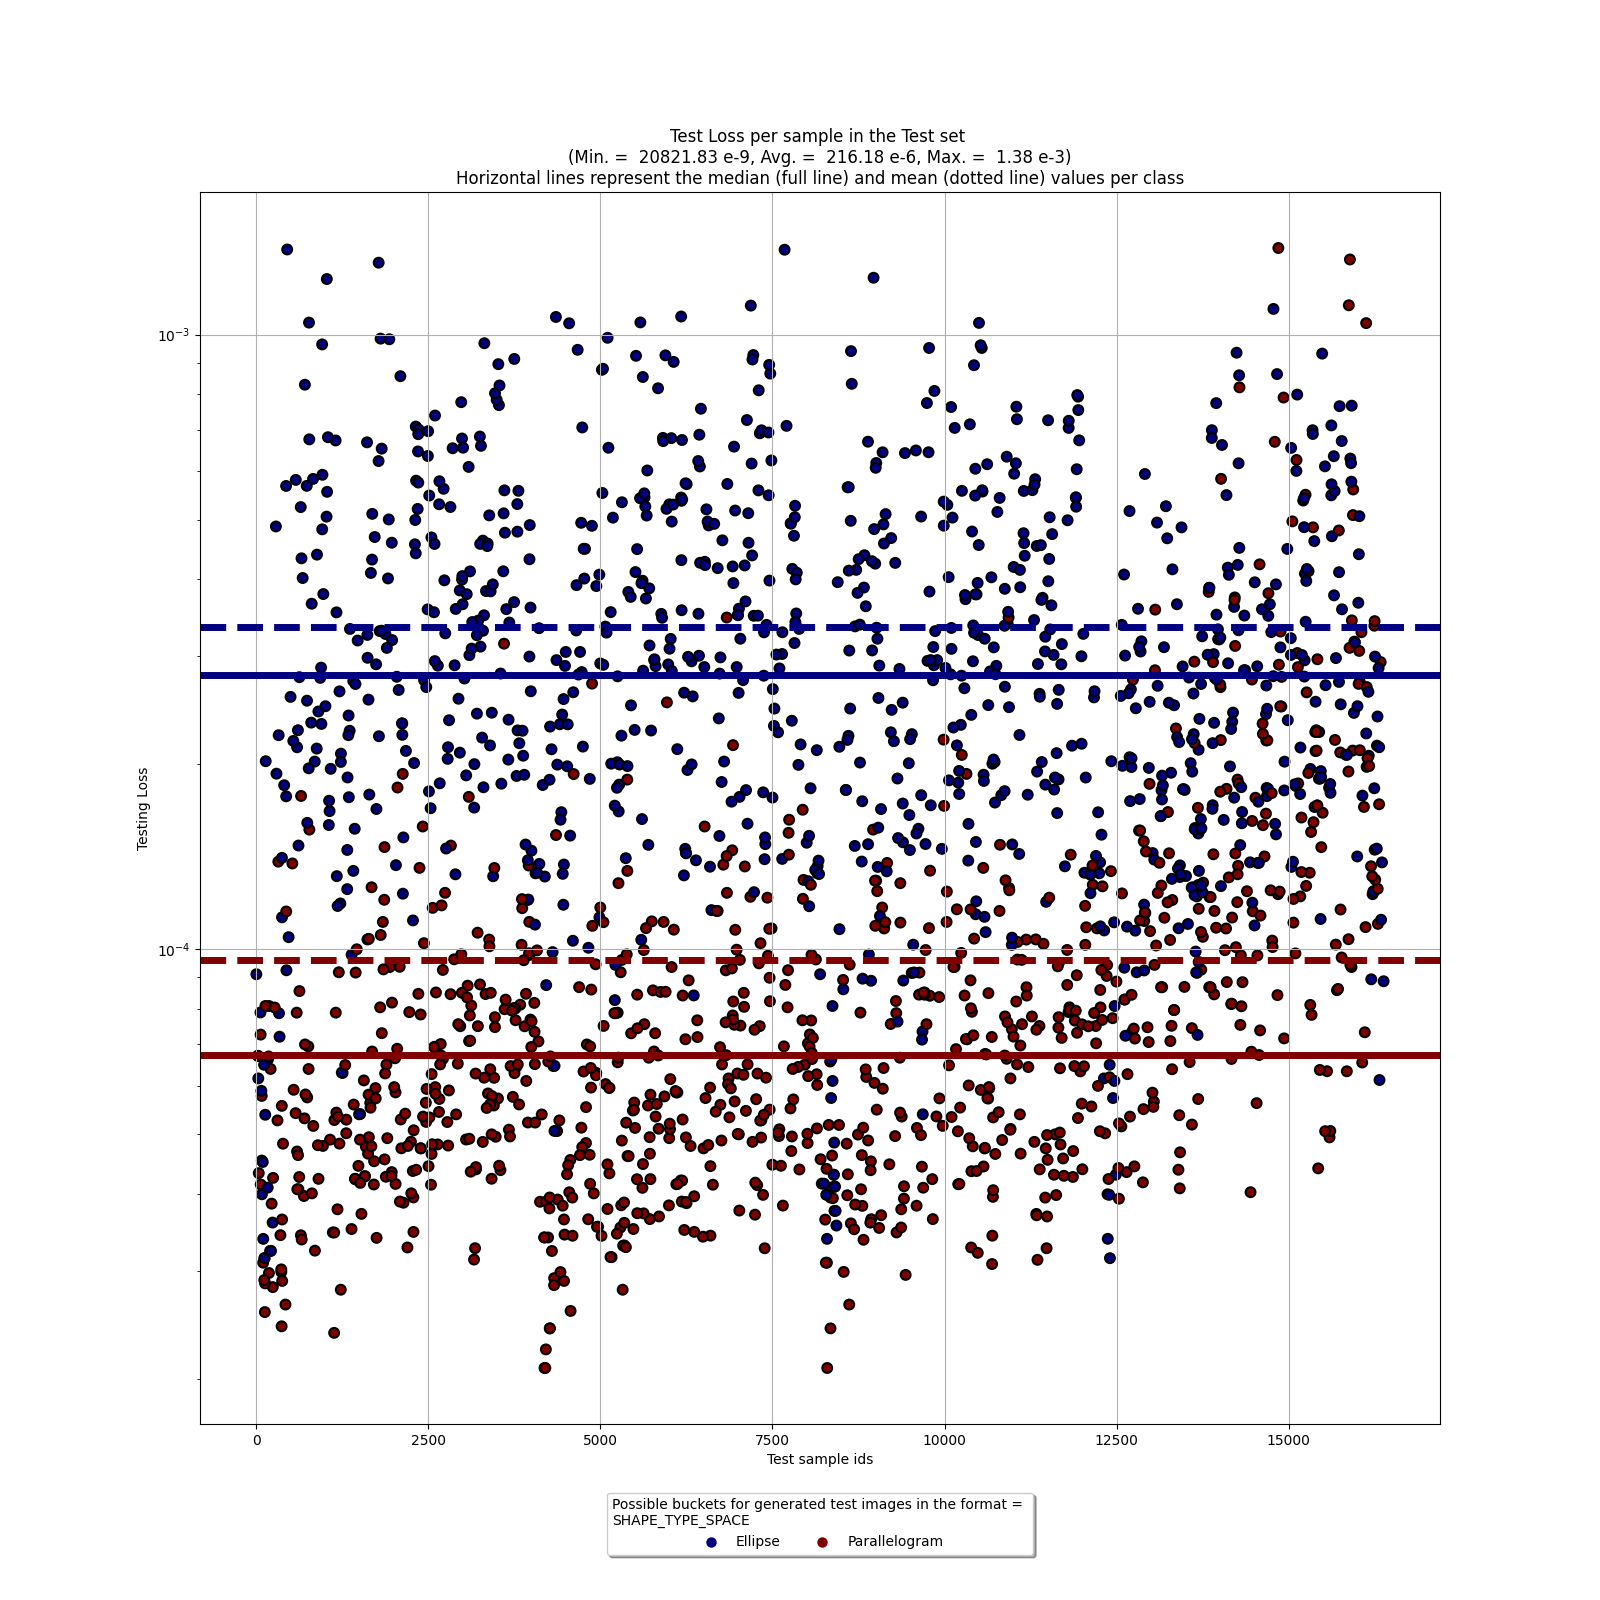 Test Loss per sample in the Test set
(Min. =  20821.83 e-9, Avg. =  216.18 e-6, Max. =  1.38 e-3)
Horizontal lines represent the median (full line) and mean (dotted line) values per class
10⁻³
10⁻⁴
Testing Loss
0 2500 5000 7500 10000 12500 15000
Test sample ids
Possible buckets for generated test images in the format =
SHAPE_TYPE_SPACE
Ellipse Parallelogram